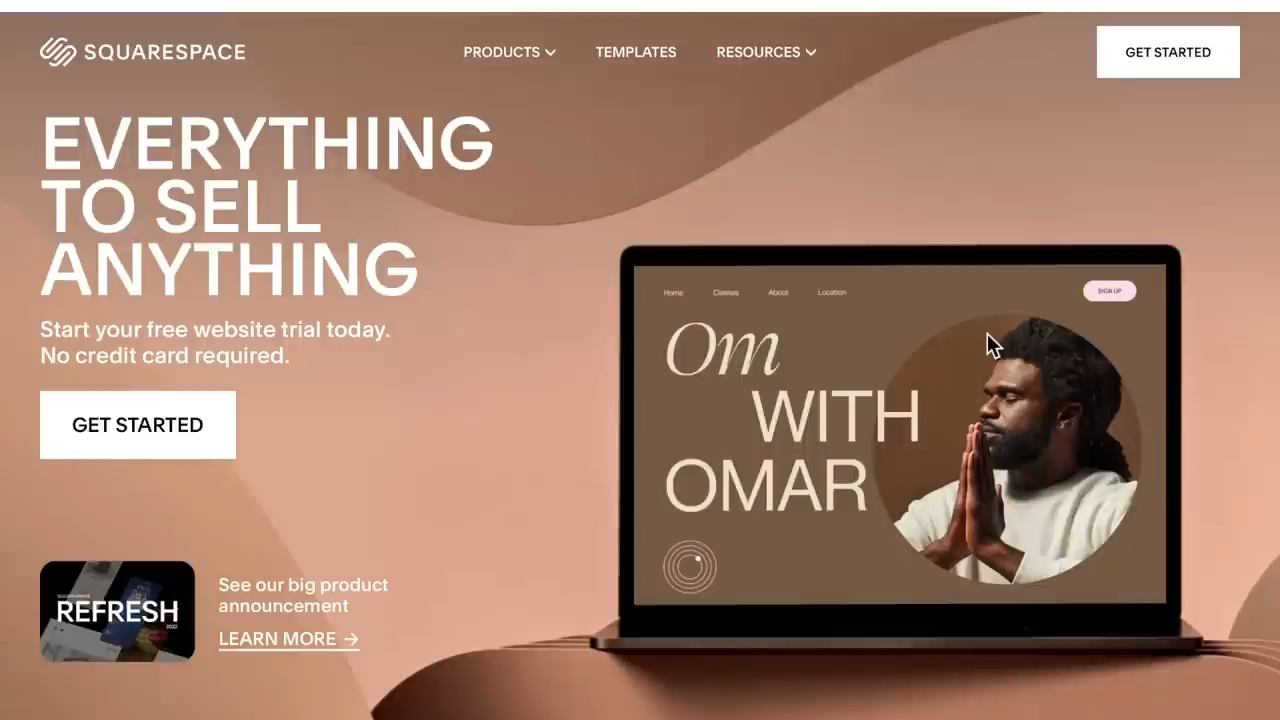 SQUARESPACE
PRODUCTS
TEMPLATES
RESOURCES
GET STARTED
EVERYTHING
TO SELL
ANYTHING
Start your free website trial today.
No credit card required.
GET STARTED
Home
Classes
About
Location
SIGN UP
Om
WITH
OMAR
REFRESH
2022
See our big product
announcement
LEARN MORE →